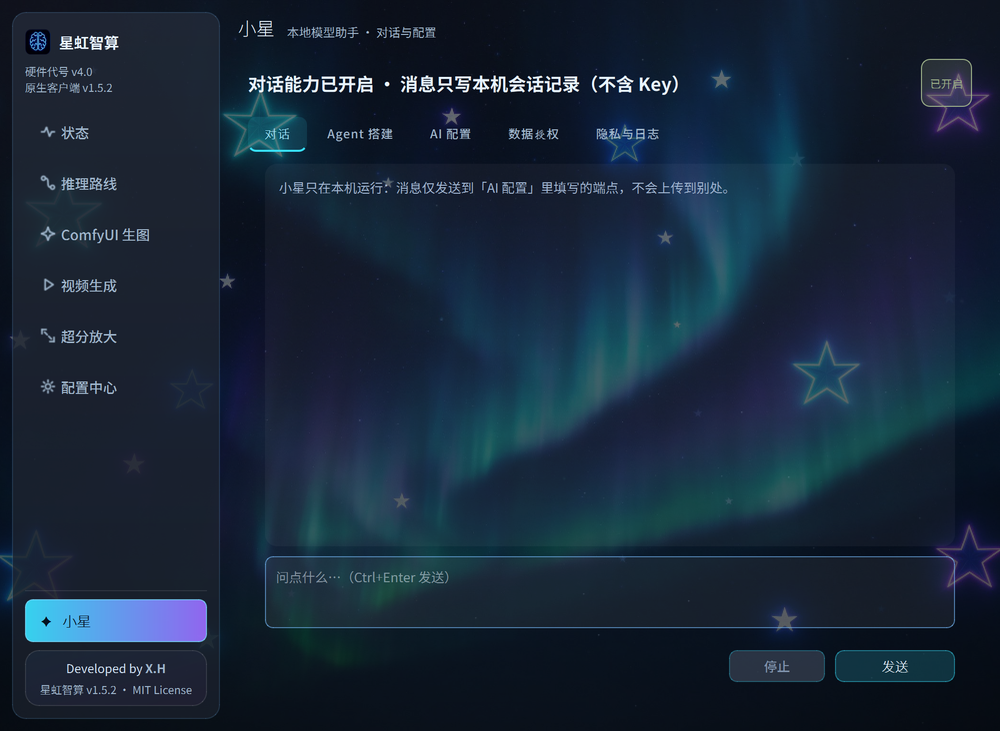 星虹智算
硬件代号 v4.0
原生客户端 v1.5.2
状态
推理路线
ComfyUI 生图
视频生成
超分放大
配置中心
小星
Developed by X.H
星虹智算 v1.5.2 • MIT License
小星 本地模型助手 • 对话与配置
对话能力已开启 • 消息只写本机会话记录（不含 Key）
已开启
对话 Agent 搭建 AI 配置 数据授权 隐私与日志
小星只在本机运行：消息仅发送到「AI 配置」里填写的端点，不会上传到别处。
问点什么…（Ctrl+Enter 发送）
停止 发送